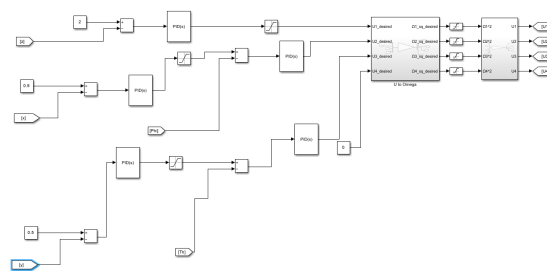 2
PID(s)
[z]
0.5
PID(s)
[x]
PID(s)
[Phi]
PID(s)
PID(s)
0
0.5
[y]
[Th]
U1_desired
U2_desired
U3_desired
U4_desired
O1_sq_desired
O2_sq_desired
O3_sq_desired
O4_sq_desired
U to Omega
O1^2
O2^2
O3^2
O4^2
U1
U2
U3
U4